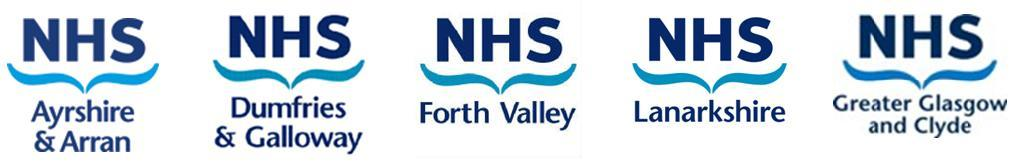 NHS
Ayrshire
& Arran
NHS
Dumfries
& Galloway
NHS
Forth Valley
NHS
Lanarkshire
NHS
Greater Glasgow
and Clyde